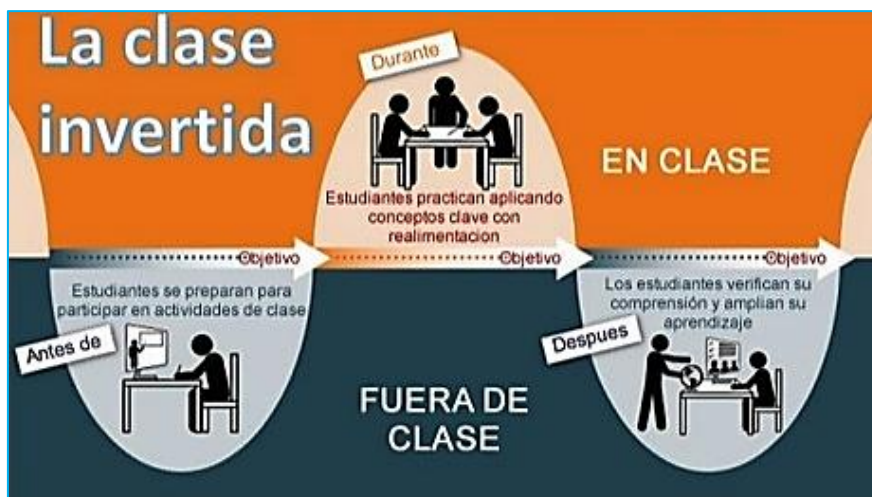 La clase
invertida
Durante
Estudiantes practican aplicando
conceptos clave con
realimentacion
EN CLASE
Objetivo
Objetivo
Objetivo
Estudiantes se preparan para
participar en actividades de clase
Antes de
Los estudiantes verifican su
comprensión y amplian su
aprendizaje
Despues
FUERA DE
CLASE